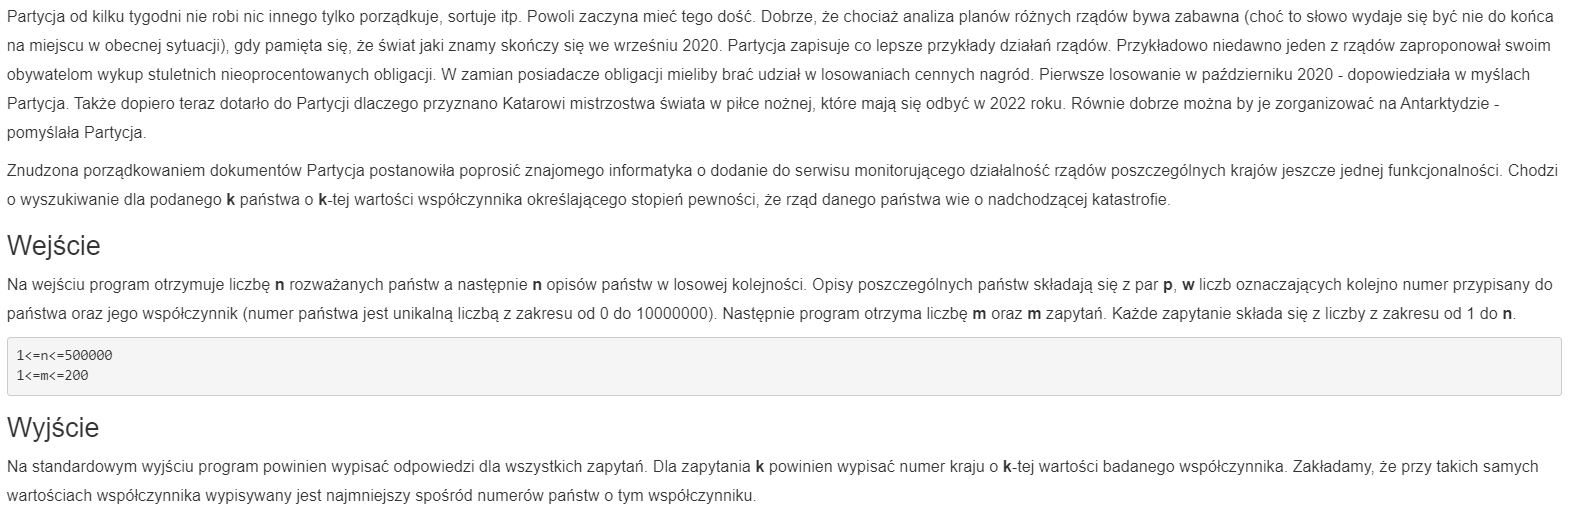 Partycja od kilku tygodni nie robi nic innego tylko porządkuje, sortuje itp. Powoli zaczyna mieć tego dość. Dobrze, że chociaż analiza planów różnych rządów bywa zabawna (choć to słowo wydaje się być nie do końca
na miejscu w obecnej sytuacji), gdy pamięta się, że świat jaki znamy skończy się we wrześniu 2020. Partycja zapisuje co lepsze przykłady działań rządów. Przykładowo niedawno jeden z rządów zaproponował swoim
obywatelom wykup stuletnich nieoprocentowanych obligacji. W zamian posiadacze obligacji mieliby brać udział w losowaniach cennych nagród. Pierwsze losowanie w październiku 2020 - dopowiedziała w myślach
Partycja. Także dopiero teraz dotarło do Partycji dlaczego przyznano Katarowi mistrzostwa świata w piłce nożnej, które mają się odbyć w 2022 roku. Równie dobrze można by je zorganizować na Antarktydzie -
pomyślała Partycja.
Znudzona porządkowaniem dokumentów Partycja postanowiła poprosić znajomego informatyka o dodanie do serwisu monitorującego działalność rządów poszczególnych krajów jeszcze jednej funkcjonalności. Chodzi
o wyszukiwanie dla podanego k państwa o k-tej wartości współczynnika określającego stopień pewności, że rząd danego państwa wie o nadchodzącej katastrofie.
Wejście
Na wejściu program otrzymuje liczbę n rozważanych państw a następnie n opisów państw w losowej kolejności. Opisy poszczególnych państw składają się z par p, w liczb oznaczających kolejno numer przypisany do
państwa oraz jego współczynnik (numer państwa jest unikalną liczbą z zakresu od 0 do 10000000). Następnie program otrzyma liczbę m oraz m zapytań. Każde zapytanie składa się z liczby z zakresu od 1 do n.
1<=n<=500000
1<=m<=200
Wyjście
Na standardowym wyjściu program powinien wypisać odpowiedzi dla wszystkich zapytań. Dla zapytania k powinien wypisać numer kraju o k-tej wartości badanego współczynnika. Zakładamy, że przy takich samych
wartościach współczynnika wypisywany jest najmniejszy spośród numerów państw o tym współczynniku.